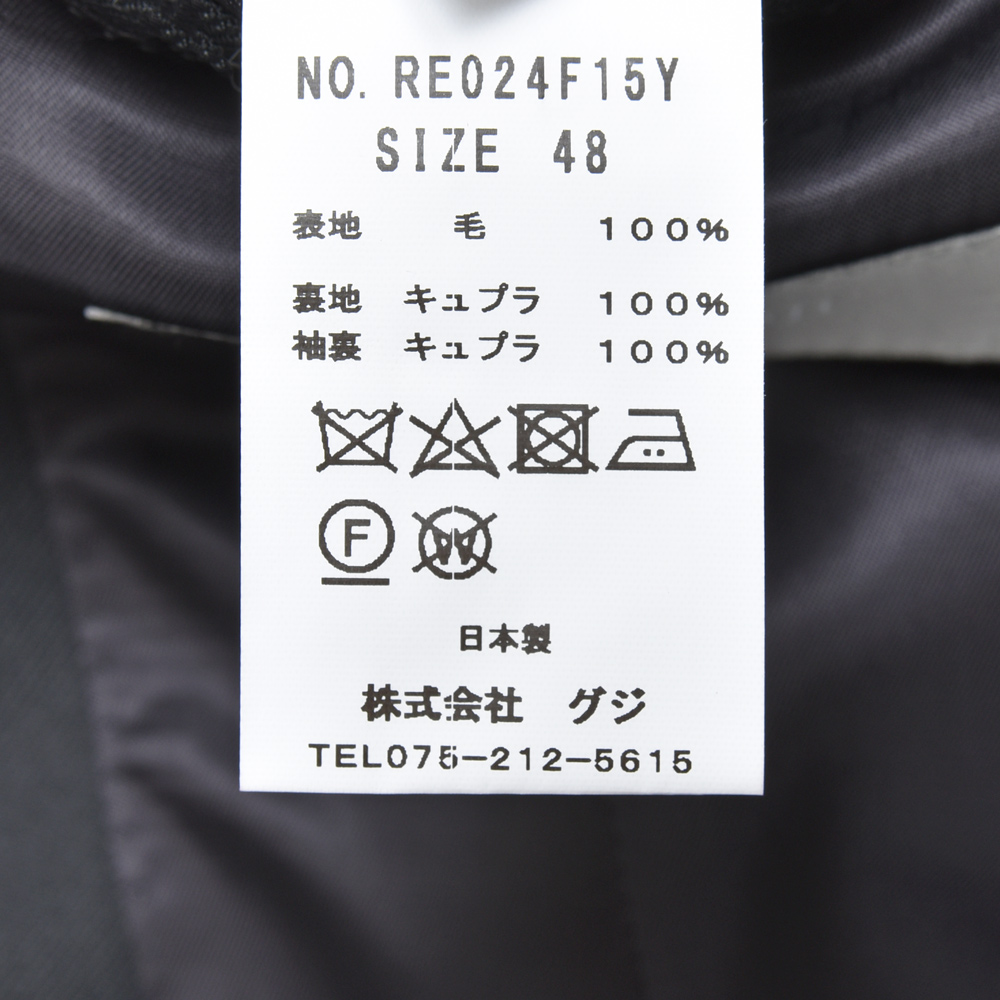 NO. RE024F15Y
SIZE 48
表地 毛 100%
裏地 キュプラ 100%
袖裏 キュプラ 100%
F W
日本製
株式会社 グジ
TEL075-212-5615